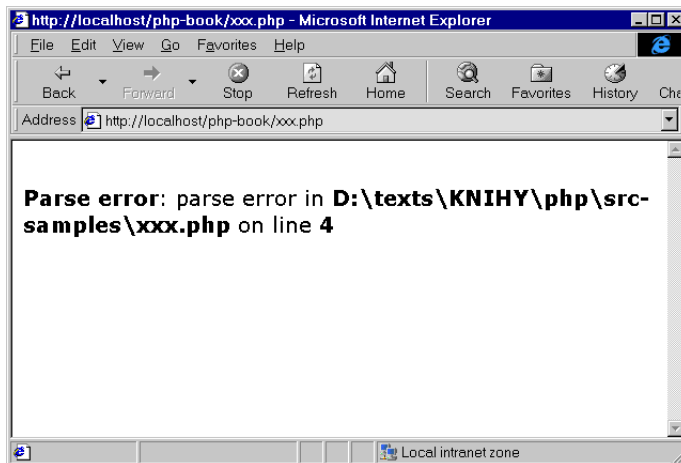 http://localhost/php-book/xxx.php - Microsoft Internet Explorer
File Edit View Go Favorites Help
Back Forward Stop Refresh Home Search Favorites History Cha
Address http://localhost/php-book/xxx.php
Parse error: parse error in D:\texts\KNIHY\php\src-
samples\xxx.php on line 4
Local intranet zone